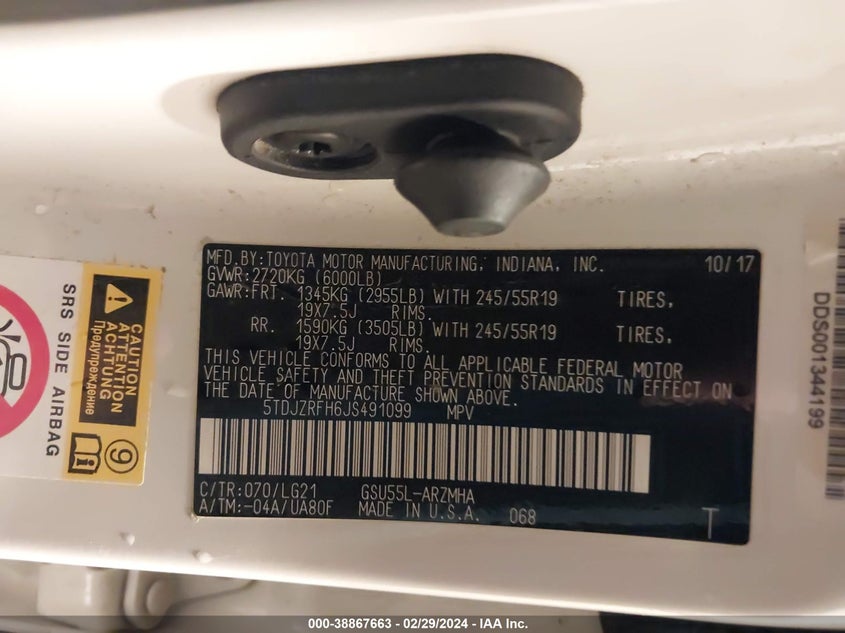 MFD.BY:TOYOTA MOTOR MANUFACTURING, INDIANA, INC. 10/17
GVWR:2720KG (6000LB)
GAWR:FRT. 1345KG (2955LB) WITH 245/55R19 TIRES,
19X7.5J RIMS.
RR. 1590KG (3505LB) WITH 245/55R19 TIRES,
19X7.5J RIMS.
THIS VEHICLE CONFORMS TO ALL APPLICABLE FEDERAL MOTOR
VEHICLE SAFETY AND THEFT PREVENTION STANDARDS IN EFFECT ON
THE DATE OF MANUFACTURE SHOWN ABOVE.
5TDJZRFH6JS491099 MPV
C/TR:070/LG21 GSU55L-ARZMHA
A/TM:-04A/UA80F MADE IN U.S.A. 068
T
CAUTION
ATTENTION
ACHTUNG
Предупреждение
SRS SIDE AIRBAG
9
DDS001344199
000-38867663 - 02/29/2024 - IAA Inc.